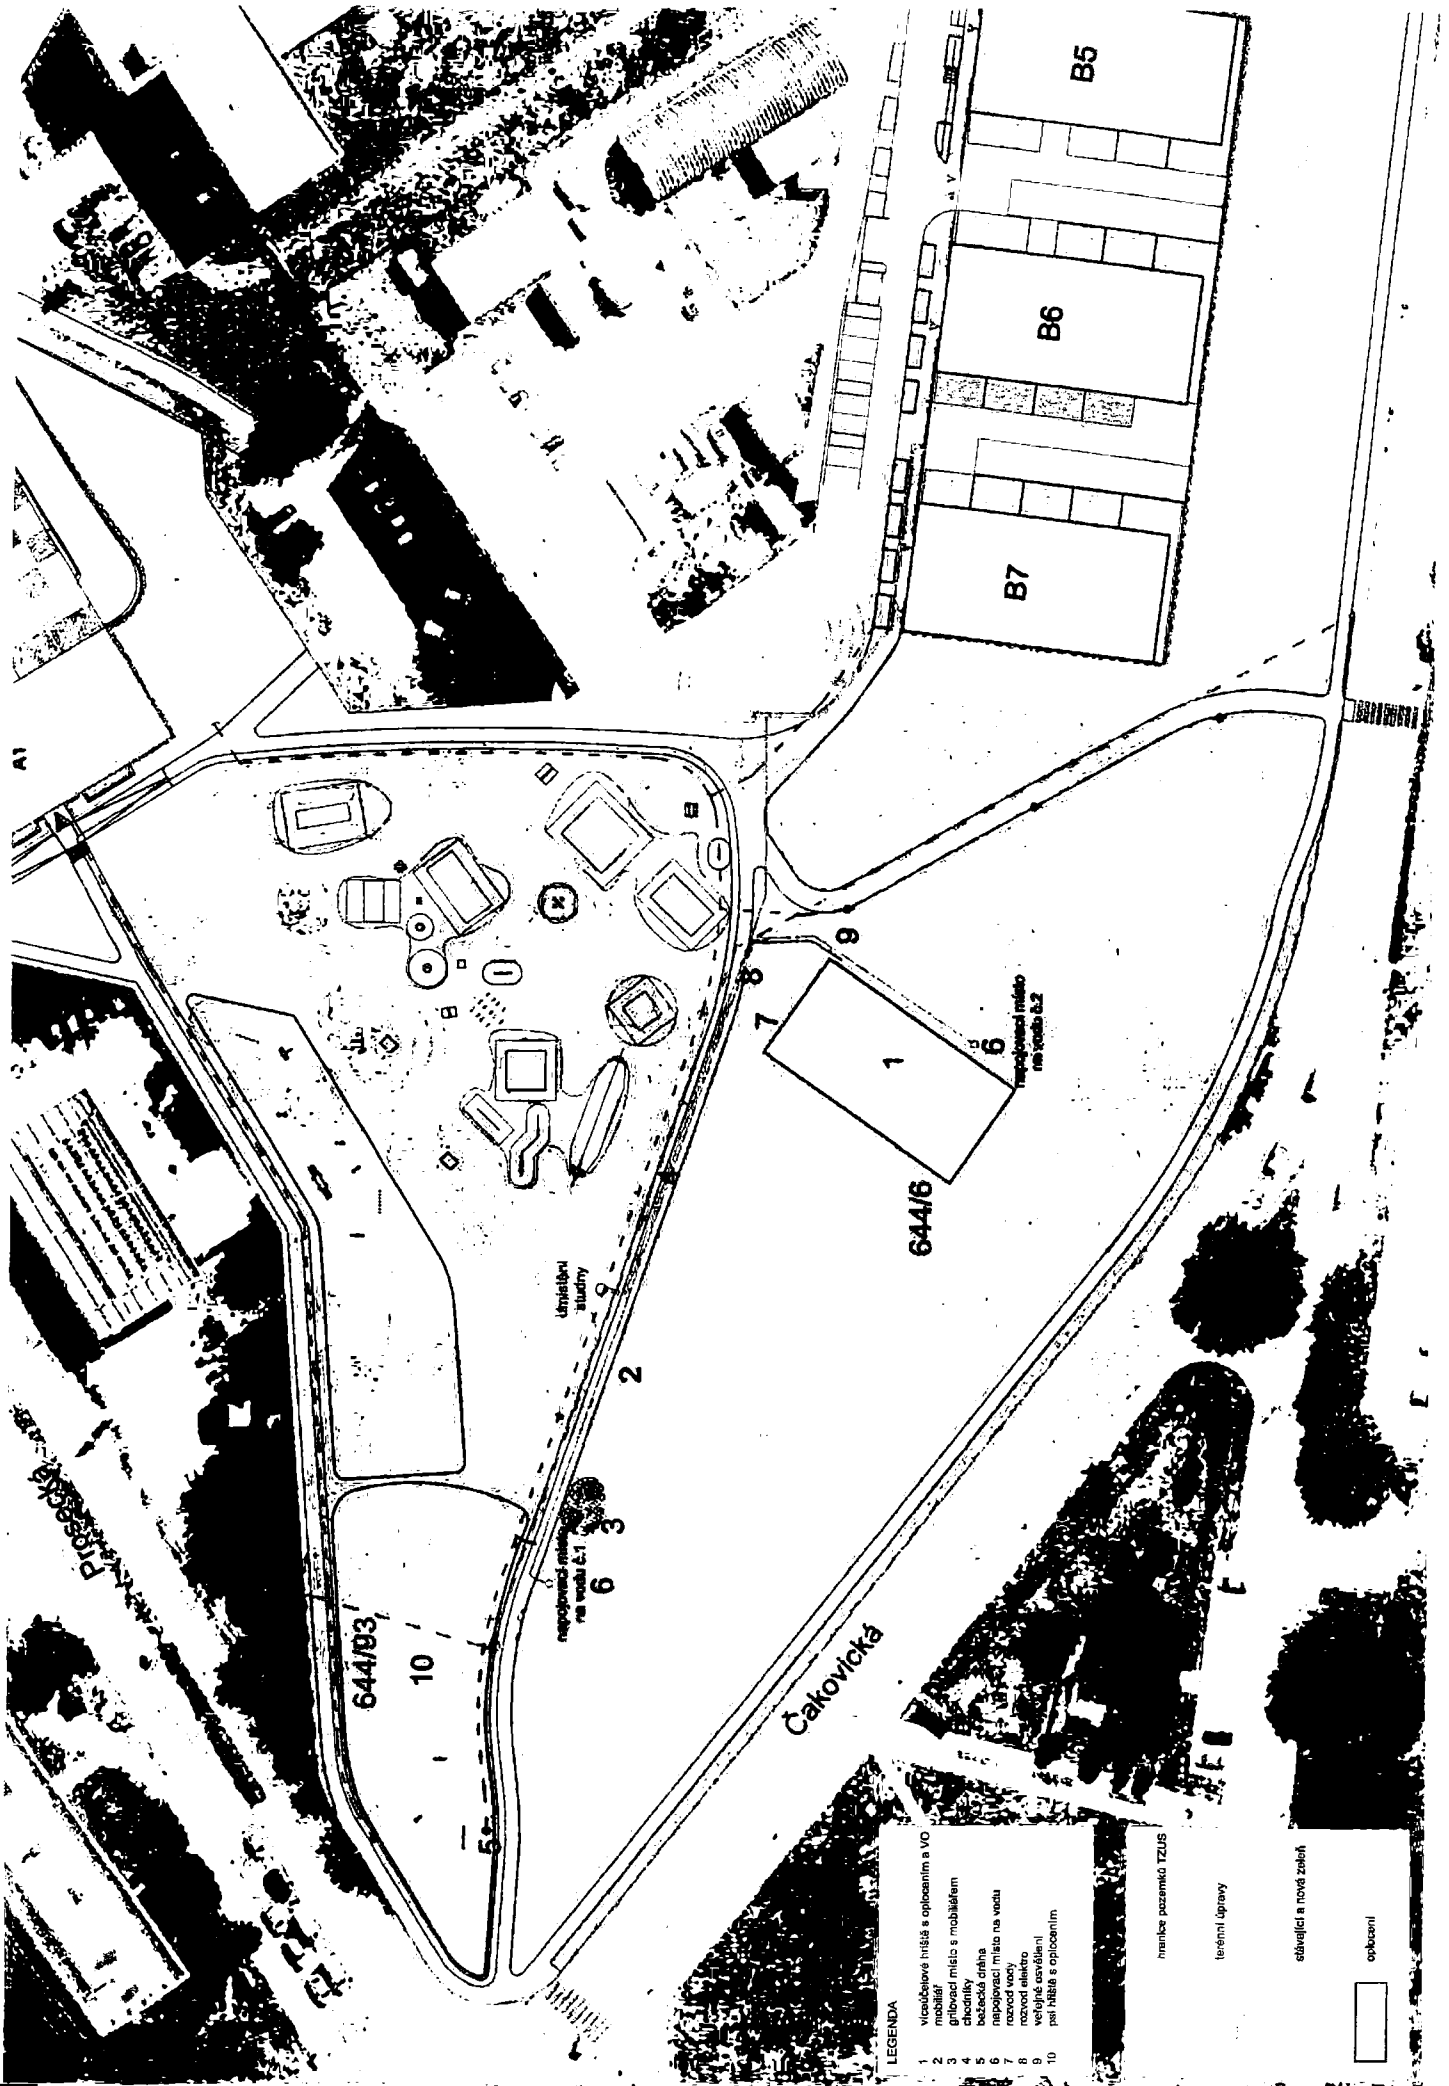 A1
B5
B6
B7
Prosecká
644/93
10
5
umístění
studny
2
3
napojovací místo
na vodu č.1
6
8
9
7
1
6
napojovací místo
na vodu č.2
644/6
Čakovická
LEGENDA
1 víceúčelové hřiště s oplocením a VO
2 mobiliář
3 grilovací místo s mobiliářem
4 chodníky
5 běžecká dráha
6 napojovací místo na vodu
7 rozvod vody
8 rozvod elektro
9 veřejné osvětlení
10 psí hřiště s oplocením
hranice pozemků TZUS
terénní úpravy
stávající a nová zeleň
oplocení